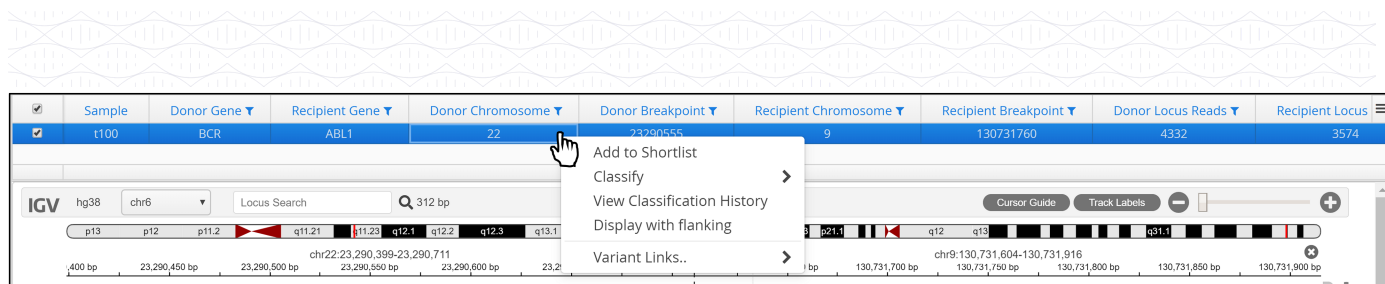 Sample Donor Gene Recipient Gene Donor Chromosome Donor Breakpoint Recipient Chromosome Recipient Breakpoint Donor Locus Reads Recipient Locus
t100 BCR ABL1 22 23290555 9 130731760 4332 3574
Add to Shortlist
Classify
View Classification History
Display with flanking
Variant Links..
IGV hg38 chr6 Locus Search 312 bp Cursor Guide Track Labels
p13 p12 p11.2 q11.21 q11.23 q12.1 q12.2 q12.3 q13.1 p21.1 q12 q13 q31.1
chr22:23,290,399-23,290,711 chr9:130,731,604-130,731,916
,400 bp 23,290,450 bp 23,290,500 bp 23,290,550 bp 23,290,600 bp 23,2 bp 130,731,700 bp 130,731,750 bp 130,731,800 bp 130,731,850 bp 130,731,900 bp